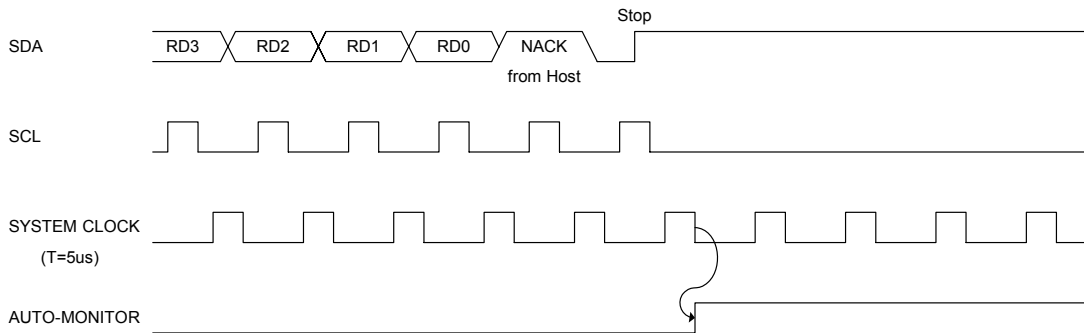 Stop
SDA RD3 RD2 RD1 RD0 NACK
from Host
SCL
SYSTEM CLOCK
(T=5us)
AUTO-MONITOR